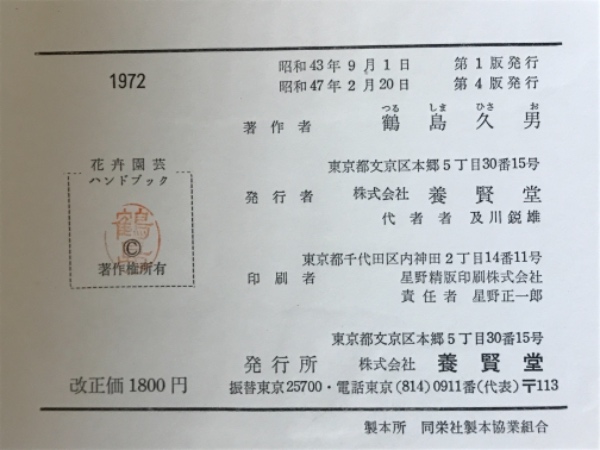 1972
昭和43年9月1日 第1版発行
昭和47年2月20日 第4版発行
つる しま ひさ お
著作者 鶴島久男
花卉園芸
ハンドブック
鶴島
©
著作権所有
東京都文京区本郷5丁目30番15号
発行者 株式会社 養賢堂
代表者 及川鋭雄
東京都千代田区内神田2丁目14番11号
印刷者 星野精版印刷株式会社
責任者 星野正一郎
改正価1800円
東京都文京区本郷5丁目30番15号
発行所 株式会社 養賢堂
振替東京25700・電話東京(814)0911番(代表)〒113
製本所 同栄社製本協業組合